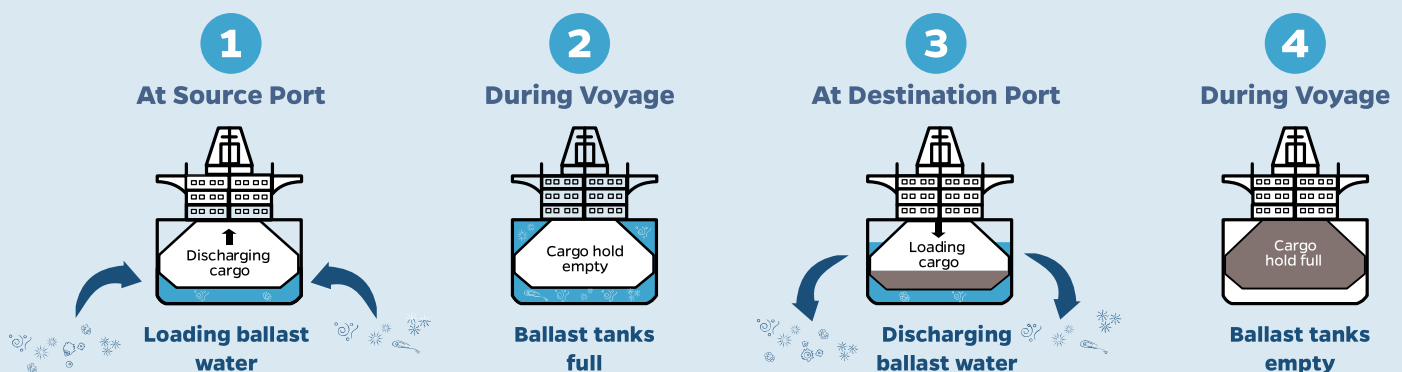 1
At Source Port
Discharging
cargo
Loading ballast
water
2
During Voyage
Cargo hold
empty
Ballast tanks
full
3
At Destination Port
Loading
cargo
Discharging
ballast water
4
During Voyage
Cargo
hold full
Ballast tanks
empty